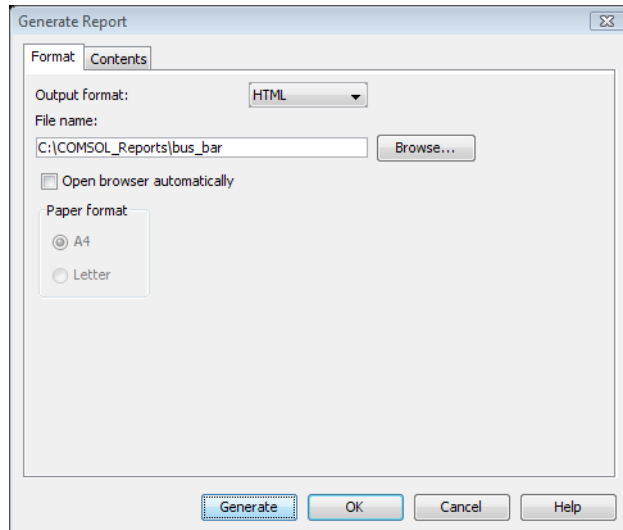 Generate Report
Format Contents
Output format: HTML
File name:
C:\COMSOL_Reports\bus_bar Browse...
Open browser automatically
Paper format
A4
Letter
Generate OK Cancel Help